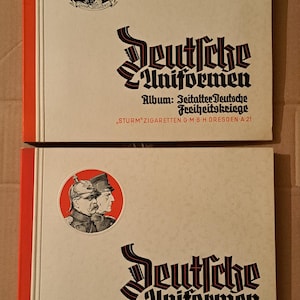 Deutsche
Uniformen
Album: Zeitalter Deutsche
Freiheitskriege
„STURM" ZIGARETTEN G·M·B·H. DRESDEN A·21
Deutsche
Uniformen